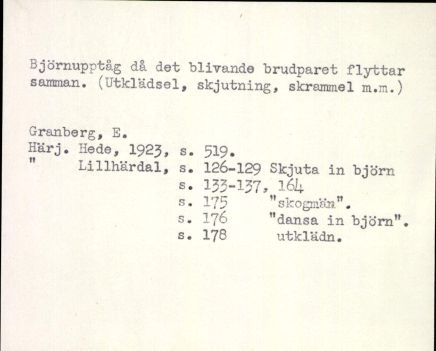 Björnupptåg då det blivande brudparet flyttar
samman. (Utklädsel, skjutning, skrammel m.m.)
Granberg, E.
Härj. Hede, 1923, s. 519.
" Lillhärdal, s. 126-129 Skjuta in björn
s. 133-137, 164
s. 175 "skogmän".
s. 176 "dansa in björn".
s. 178 utklädn.